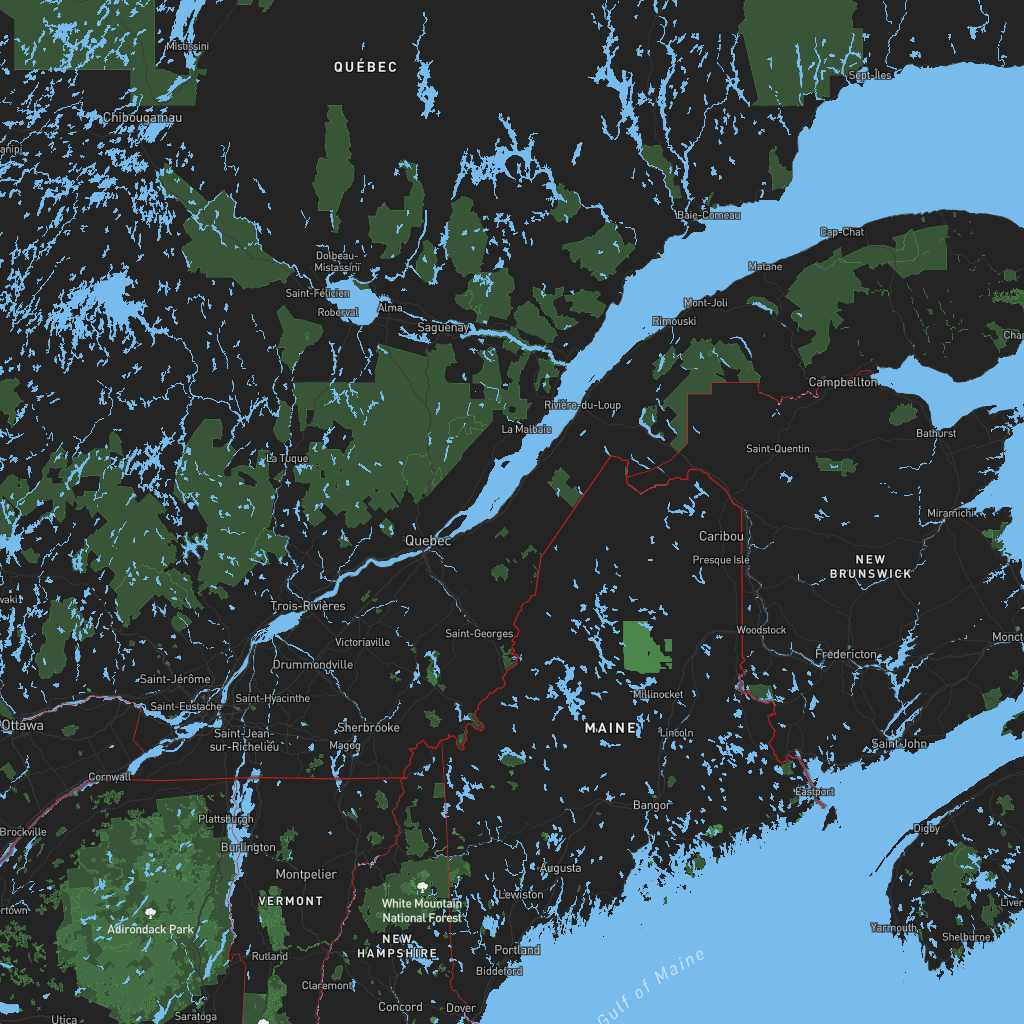 Mistissini
QUÉBEC
Sept-Îles
Chibougamau
anipi
Baie-Comeau
Cap-Chat
Dolbeau-
Mistassini
Matane
Saint-Félicien
Roberval
Alma
Mont-Joli
Saguenay
Rimouski
Campbellton
Rivière-du-Loup
La Malbaie
Bathurst
Saint-Quentin
La Tuque
Miramichi
Quebec
Caribou
Presque Isle
NEW
BRUNSWICK
Trois-Rivières
Saint-Georges
Woodstock
Victoriaville
Fredericton
Drummondville
Saint-Jérôme
Millinocket
Saint-Hyacinthe
Saint-Eustache
Ottawa
Sherbrooke
MAINE
Lincoln
Saint-Jean-
sur-Richelieu
Magog
Saint-John
Cornwall
Eastport
Bangor
Plattsburgh
Brockville
Digby
Burlington
Augusta
Montpelier
White Mountain
National Forest
Lewiston
VERMONT
Adirondack Park
Yarmouth
Shelburne
NEW
HAMPSHIRE
Portland
Rutland
Biddeford
Gulf of Maine
Claremont
Concord
Dover
Saratoga
Utica